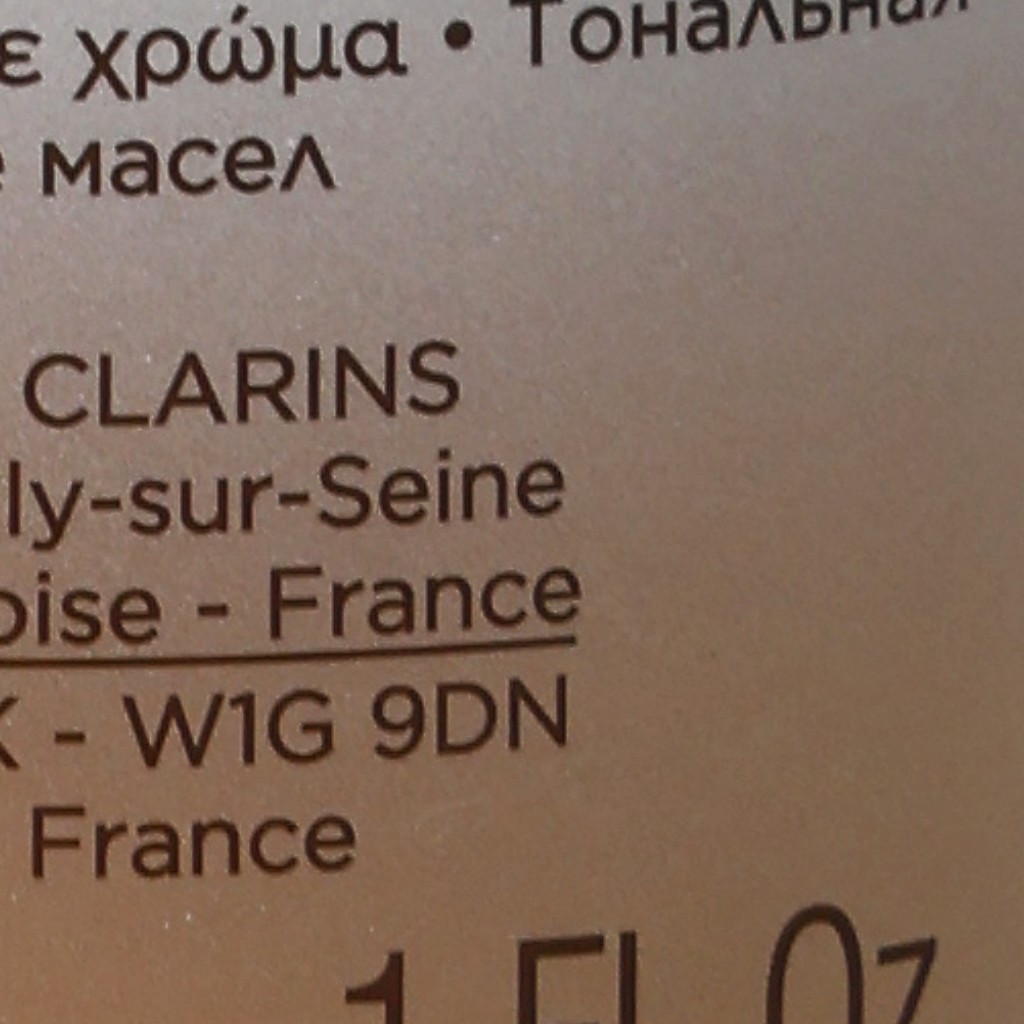 ε χρώμα • Тональная
масел
CLARINS
ly-sur-Seine
oise - France
K - W1G 9DN
France
1 Fl Oz